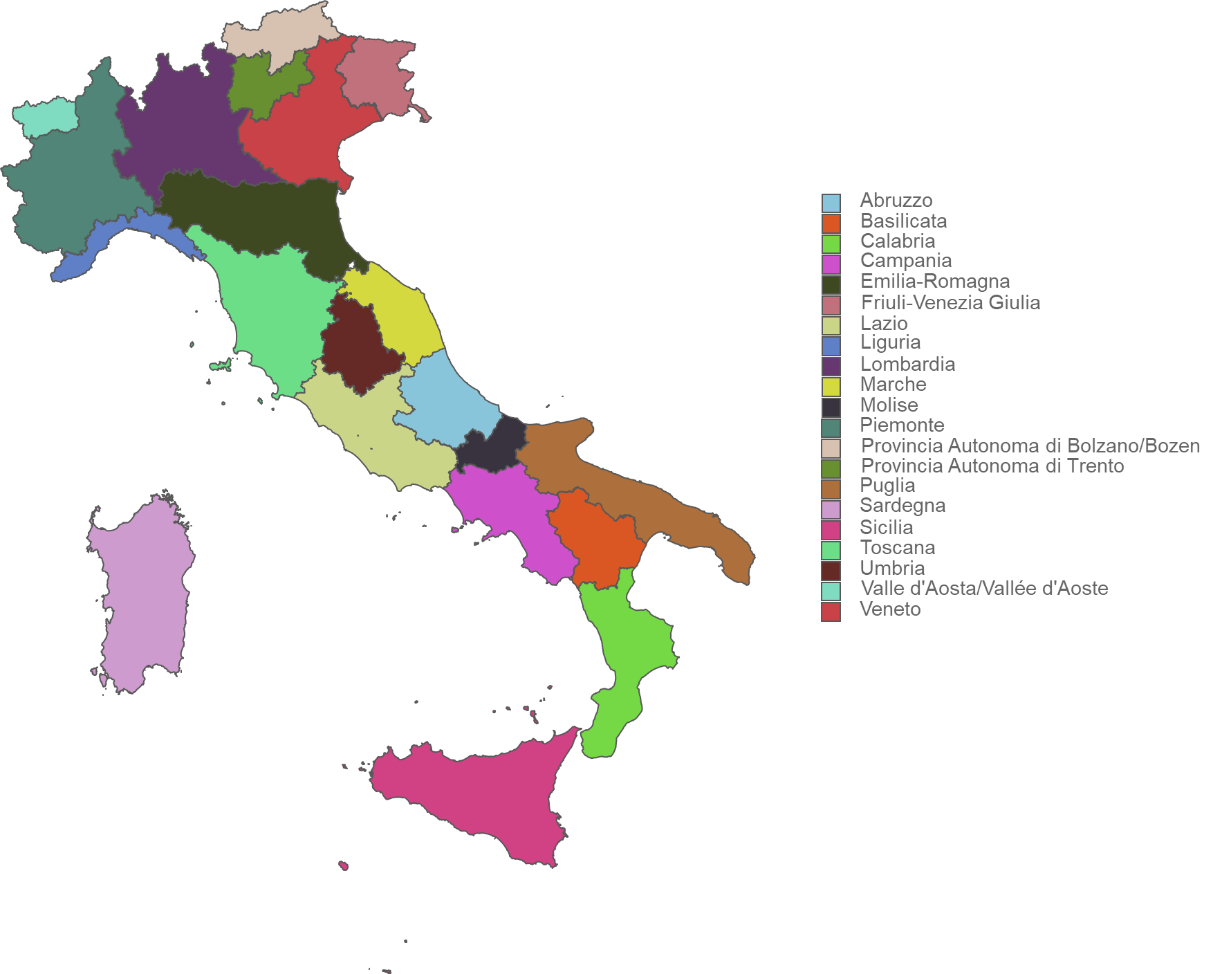 Abruzzo
Basilicata
Calabria
Campania
Emilia-Romagna
Friuli-Venezia Giulia
Lazio
Liguria
Lombardia
Marche
Molise
Piemonte
Provincia Autonoma di Bolzano/Bozen
Provincia Autonoma di Trento
Puglia
Sardegna
Sicilia
Toscana
Umbria
Valle d'Aosta/Vallée d'Aoste
Veneto